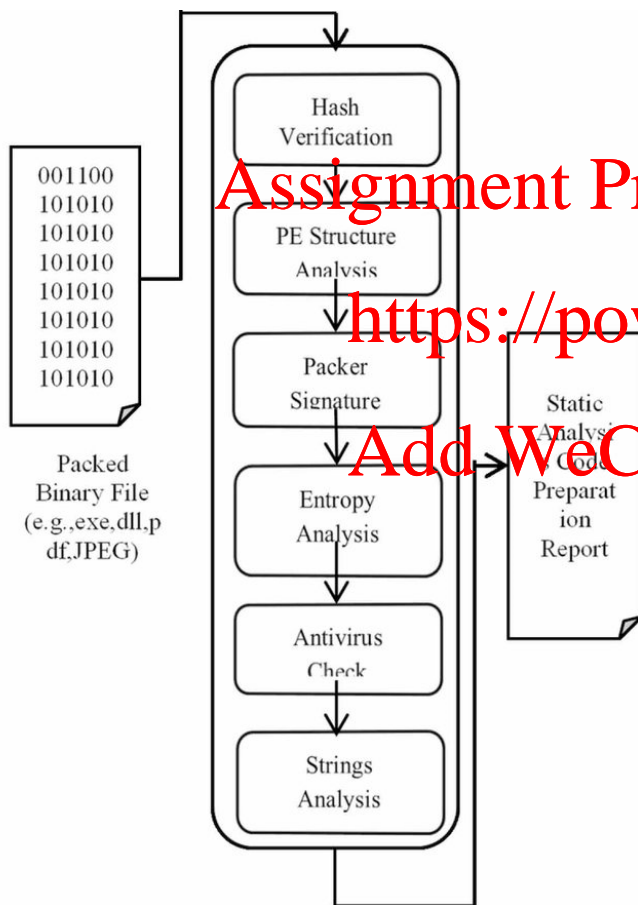 Hash
Verification
001100
101010
101010
101010
101010
101010
101010
101010
Assignment Pr
PE Structure
Analysis
https://pov
Packer
Signature
Static
Analysi
s Code
Preparat
ion
Report
Add WeC
Packed
Binary File
(e.g.,exe,dll,p
df,JPEG)
Entropy
Analysis
Antivirus
Check
Strings
Analysis